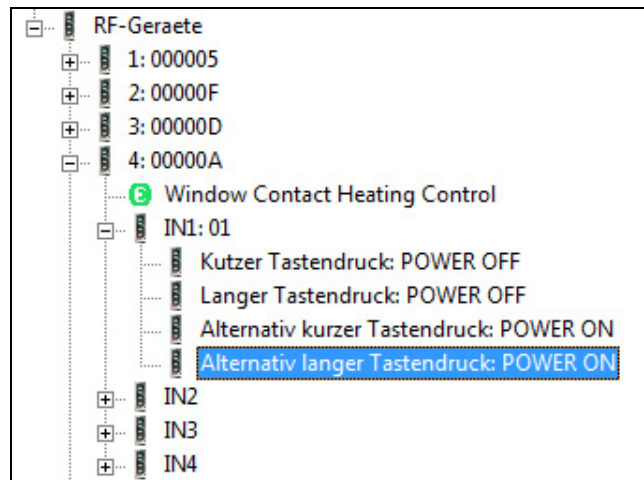 RF-Geraete
1: 000005
2: 00000F
3: 00000D
4: 00000A
Window Contact Heating Control
IN1: 01
Kutzer Tastendruck: POWER OFF
Langer Tastendruck: POWER OFF
Alternativ kurzer Tastendruck: POWER ON
Alternativ langer Tastendruck: POWER ON
IN2
IN3
IN4